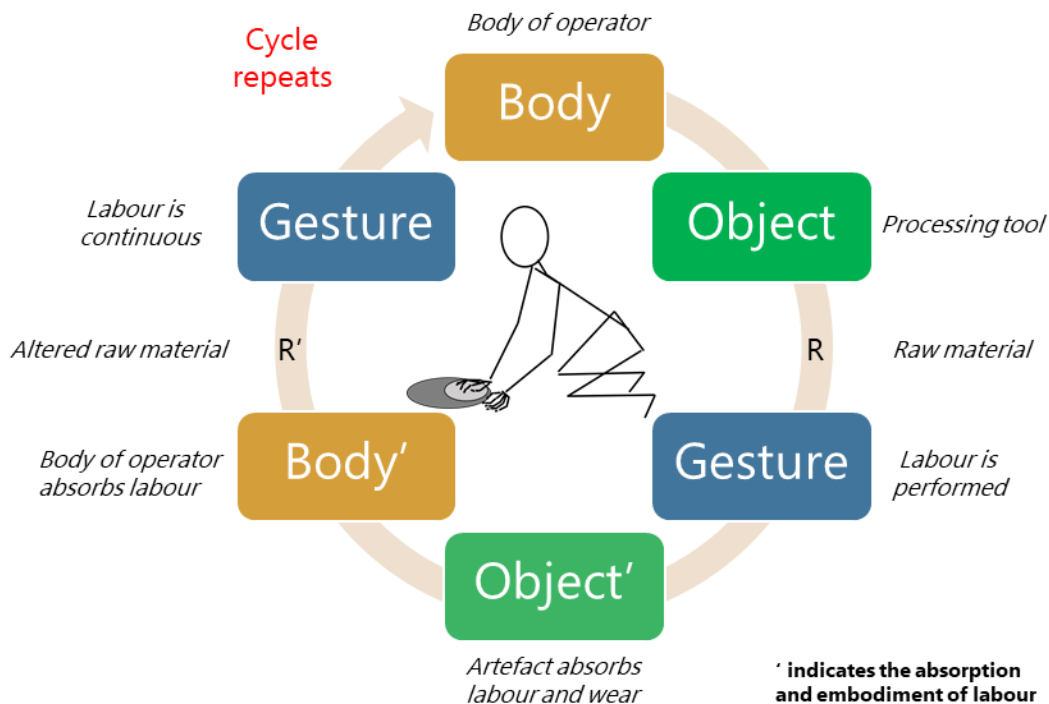 Body of operator
Cycle
repeats
Body
Gesture
Labour is
continuous
Object
Processing tool
Altered raw material
R'
R
Raw material
Body'
Body of operator
absorbs labour
Gesture
Labour is
performed
Object'
Artefact absorbs
labour and wear
' indicates the absorption
and embodiment of labour